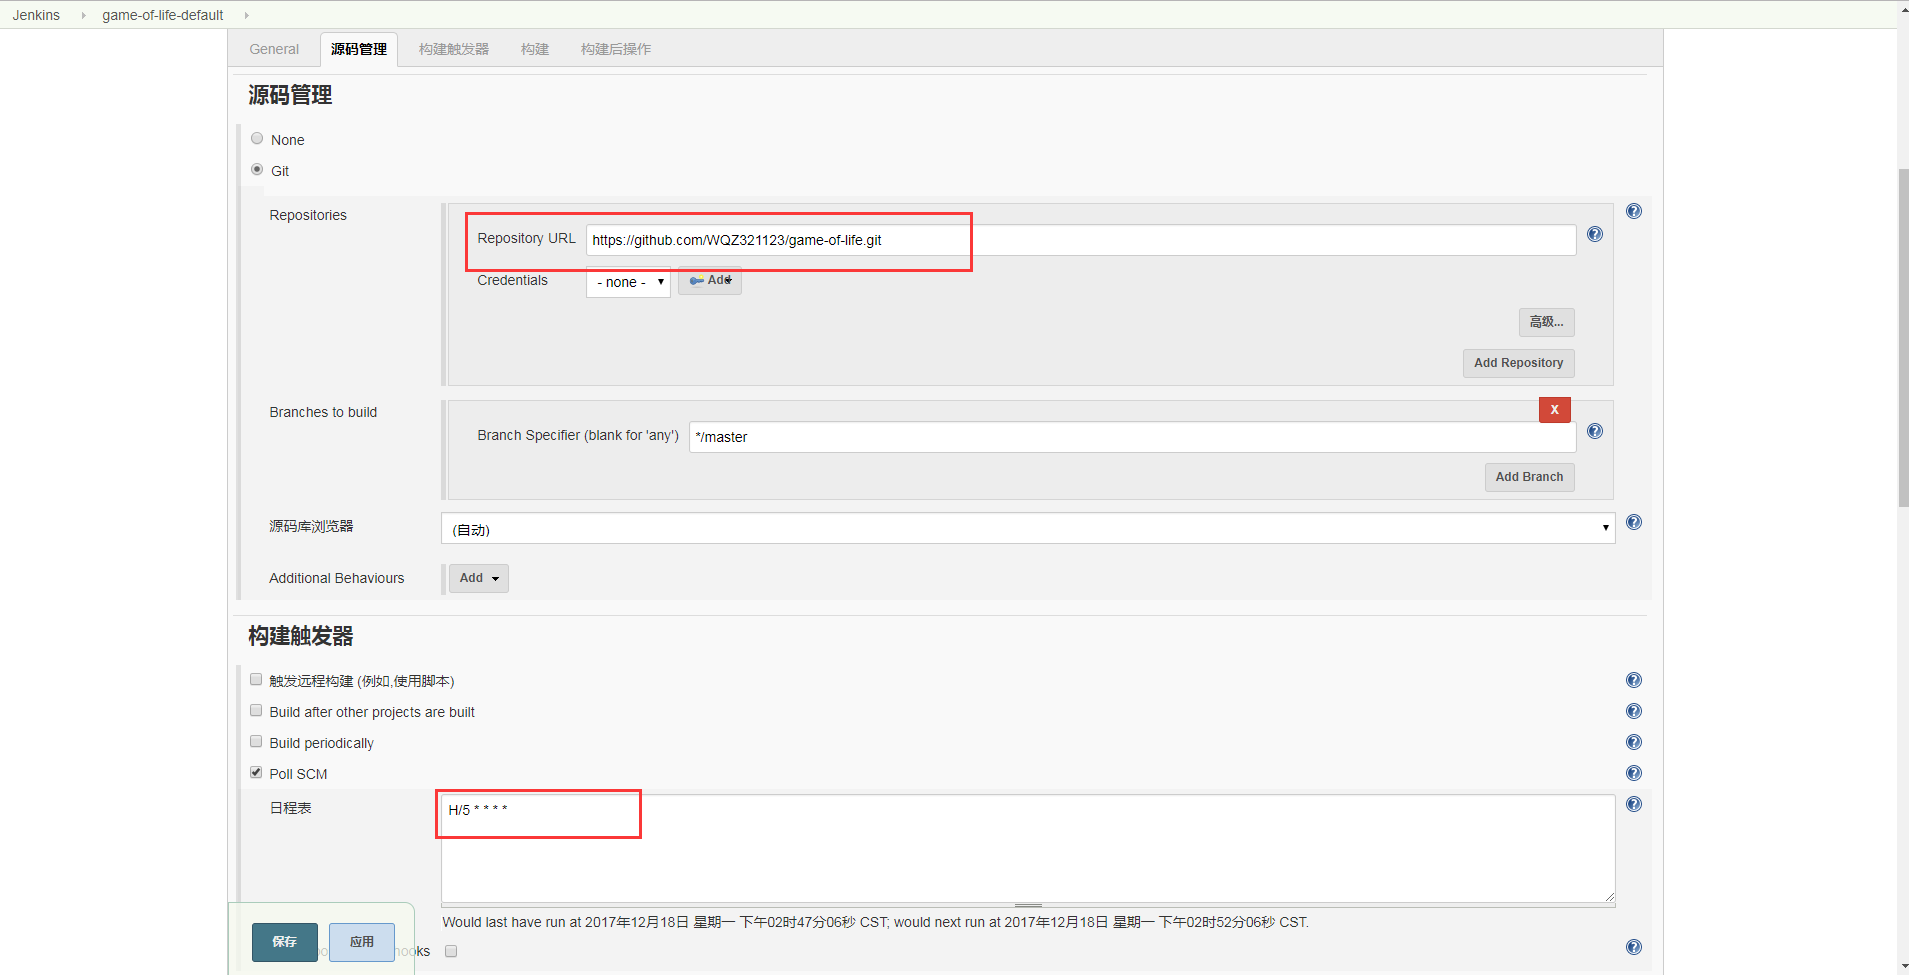 Jenkins game-of-life-default
General 源码管理 构建触发器 构建 构建后操作
源码管理
None
Git
Repositories
Repository URL https://github.com/WQZ321123/game-of-life.git
Credentials - none - Add
高级...
Add Repository
Branches to build
X
Branch Specifier (blank for 'any') */master
Add Branch
源码库浏览器 (自动)
Additional Behaviours Add
构建触发器
触发远程构建 (例如,使用脚本)
Build after other projects are built
Build periodically
Poll SCM
日程表 H/5 * * * *
Would last have run at 2017年12月18日 星期一 下午02时47分06秒 CST; would next run at 2017年12月18日 星期一 下午02时52分06秒 CST.
保存 应用